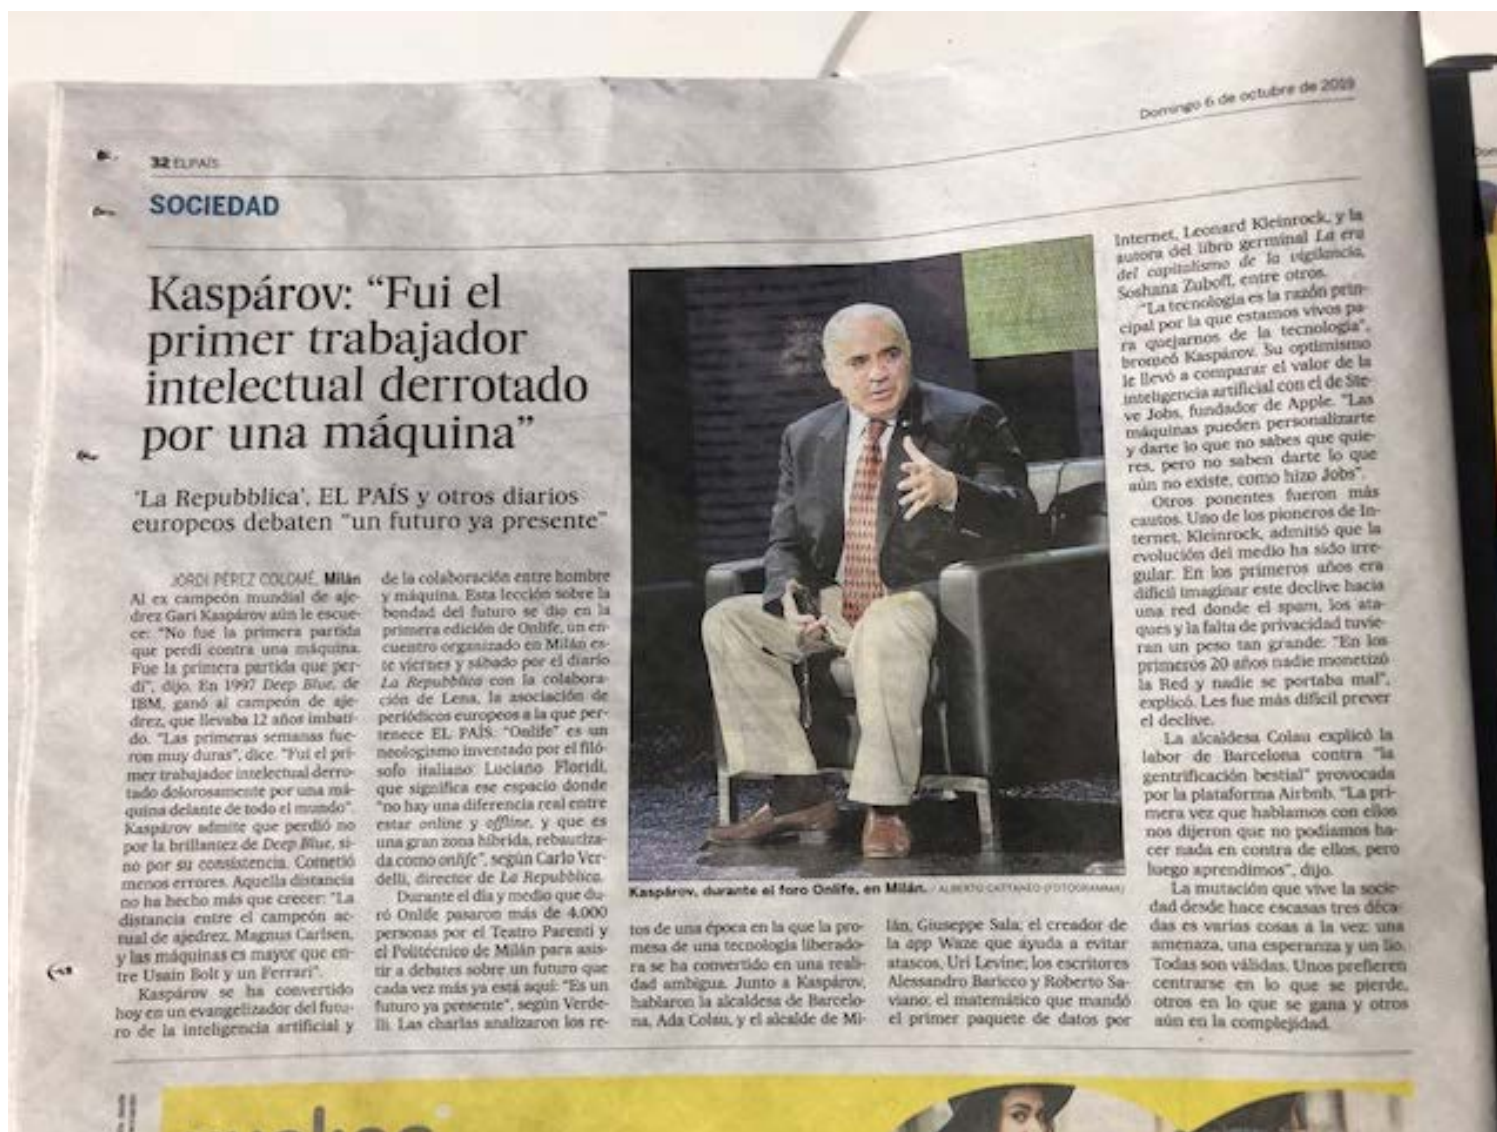 Domingo 6 de octubre de 2019
32 EL PAÍS
SOCIEDAD
Kaspárov: “Fui el
primer trabajador
intelectual derrotado
por una máquina”
'La Repubblica', EL PAÍS y otros diarios
europeos debaten “un futuro ya presente”
JORDI PÉREZ COLOMÉ, Milán
Al ex campeón mundial de aje-
drez Gari Kaspárov aún le escue-
ce: “No fue la primera partida
que perdí contra una máquina.
Fue la primera partida que per-
dí”, dijo. En 1997 Deep Blue, de
IBM, ganó al campeón de aje-
drez, que llevaba 12 años imbati-
do. “Las primeras semanas fue-
ron muy duras”, dice. “Fui el pri-
mer trabajador intelectual derro-
tado dolorosamente por una má-
quina delante de todo el mundo”.
Kaspárov admite que perdió no
por la brillantez de Deep Blue, si-
no por su consistencia. Cometió
menos errores. Aquella distancia
no ha hecho más que crecer: “La
distancia entre el campeón ac-
tual de ajedrez, Magnus Carlsen,
y las máquinas es mayor que en-
tre Usain Bolt y un Ferrari”.
Kaspárov se ha convertido
hoy en un evangelizador del futu-
ro de la inteligencia artificial y
de la colaboración entre hombre
y máquina. Esta lección sobre la
bondad del futuro se dio en la
primera edición de Onlife, un en-
cuentro organizado en Milán es-
te viernes y sábado por el diario
La Repubblica con la colabora-
ción de Lena, la asociación de
periódicos europeos a la que per-
tenece EL PAÍS. “Onlife” es un
neologismo inventado por el filó-
sofo italiano Luciano Floridi,
que significa ese espacio donde
“no hay una diferencia real entre
estar online y offline, y que es
una gran zona híbrida, rebautiza-
da como onlife”, según Carlo Ver-
delli, director de La Repubblica.
Durante el día y medio que du-
ró Onlife pasaron más de 4.000
personas por el Teatro Parenti y
el Politécnico de Milán para asis-
tir a debates sobre un futuro que
cada vez más ya está aquí: “Es un
futuro ya presente”, según Verde-
lli. Las charlas analizaron los re-
Kaspárov, durante el foro Onlife, en Milán. / ALBERTO CATTANEO (FOTOGRAMMA)
tos de una época en la que la pro-
mesa de una tecnología liberado-
ra se ha convertido en una reali-
dad ambigua. Junto a Kaspárov,
hablaron la alcaldesa de Barcelo-
na, Ada Colau, y el alcalde de Mi-
lán, Giuseppe Sala; el creador de
la app Waze que ayuda a evitar
atascos, Uri Levine; los escritores
Alessandro Baricco y Roberto Sa-
viano; el matemático que mandó
el primer paquete de datos por
Internet, Leonard Kleinrock, y la
autora del libro germinal La era
del capitalismo de la vigilancia,
Soshana Zuboff, entre otros.
“La tecnología es la razón prin-
cipal por la que estamos vivos pa-
ra quejarnos de la tecnología”,
bromeó Kaspárov. Su optimismo
le llevó a comparar el valor de la
inteligencia artificial con el de Ste-
ve Jobs, fundador de Apple. “Las
máquinas pueden personalizarte
y darte lo que no sabes que quie-
res, pero no saben darte lo que
aún no existe, como hizo Jobs”.
Otros ponentes fueron más
cautos. Uno de los pioneros de In-
ternet, Kleinrock, admitió que la
evolución del medio ha sido irre-
gular. En los primeros años era
difícil imaginar este declive hacia
una red donde el spam, los ata-
ques y la falta de privacidad tuvie-
ran un peso tan grande: “En los
primeros 20 años nadie monetizó
la Red y nadie se portaba mal”,
explicó. Les fue más difícil prever
el declive.
La alcaldesa Colau explicó la
labor de Barcelona contra “la
gentrificación bestial” provocada
por la plataforma Airbnb. “La pri-
mera vez que hablamos con ellos
nos dijeron que no podíamos ha-
cer nada en contra de ellos, pero
luego aprendimos”, dijo.
La mutación que vive la socie-
dad desde hace escasas tres déca-
das es varias cosas a la vez: una
amenaza, una esperanza y un lío.
Todas son válidas. Unos prefieren
centrarse en lo que se pierde,
otros en lo que se gana y otros
aún en la complejidad.